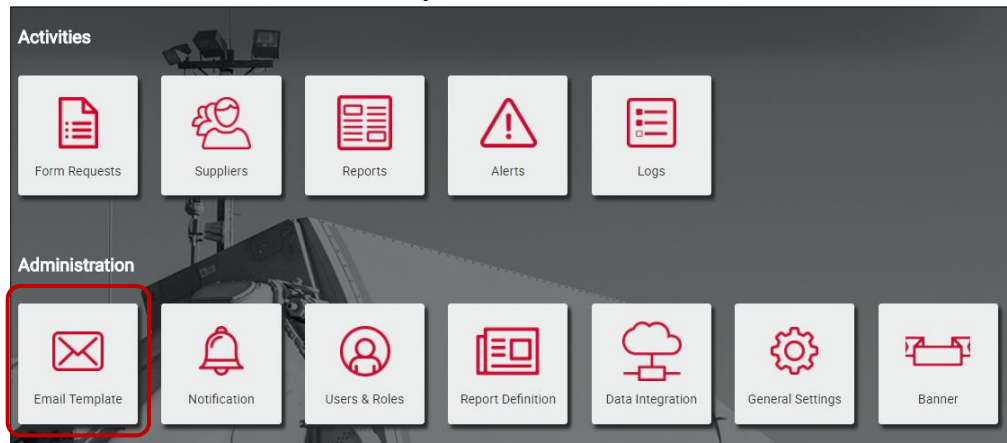 Activities
Form Requests
Suppliers
Reports
Alerts
Logs
Administration
Email Template
Notification
Users & Roles
Report Definition
Data Integration
General Settings
Banner